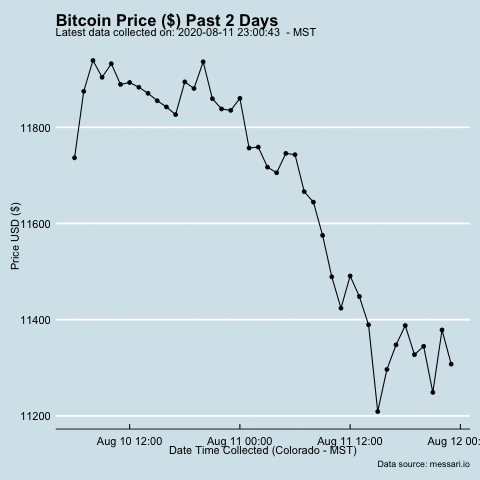 Bitcoin Price ($) Past 2 Days
Latest data collected on: 2020-08-11 23:00:43 - MST
Price USD ($)
11800
11600
11400
11200
Aug 10 12:00
Aug 11 00:00
Aug 11 12:00
Aug 12 00:
Date Time Collected (Colorado - MST)
Data source: messari.io